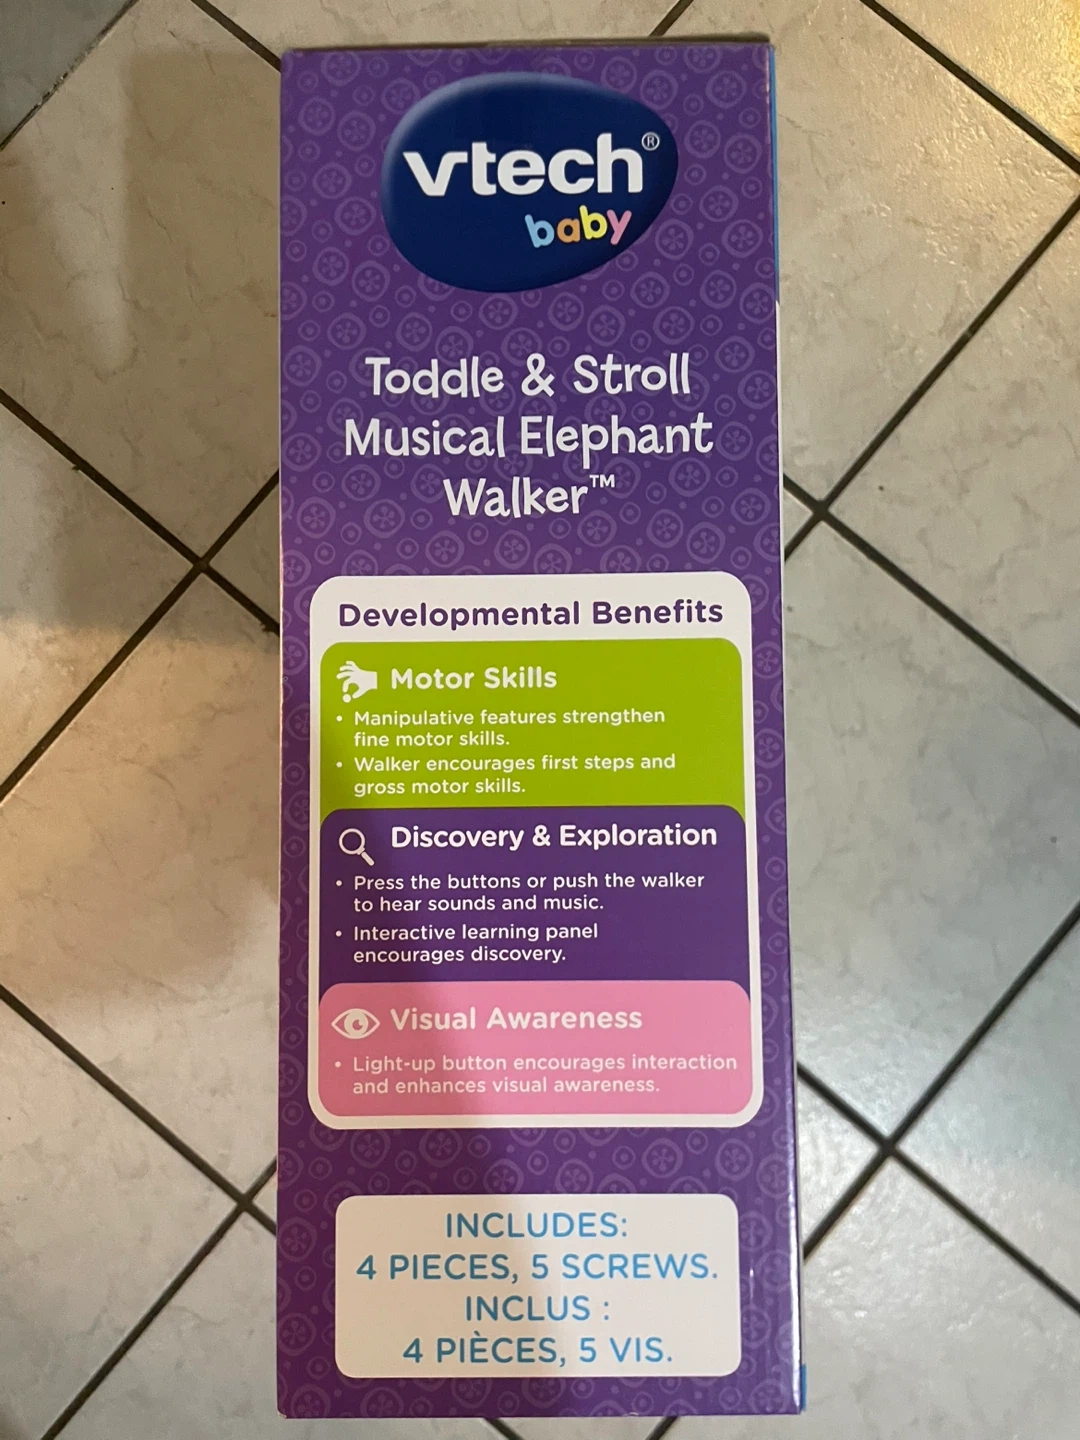 vtech®
baby
Toddle & Stroll
Musical Elephant
Walker™
Developmental Benefits
Motor Skills
• Manipulative features strengthen
fine motor skills.
• Walker encourages first steps and
gross motor skills.
Discovery & Exploration
• Press the buttons or push the walker
to hear sounds and music.
• Interactive learning panel
encourages discovery.
Visual Awareness
• Light-up button encourages interaction
and enhances visual awareness.
INCLUDES:
4 PIECES, 5 SCREWS.
INCLUS :
4 PIÈCES, 5 VIS.